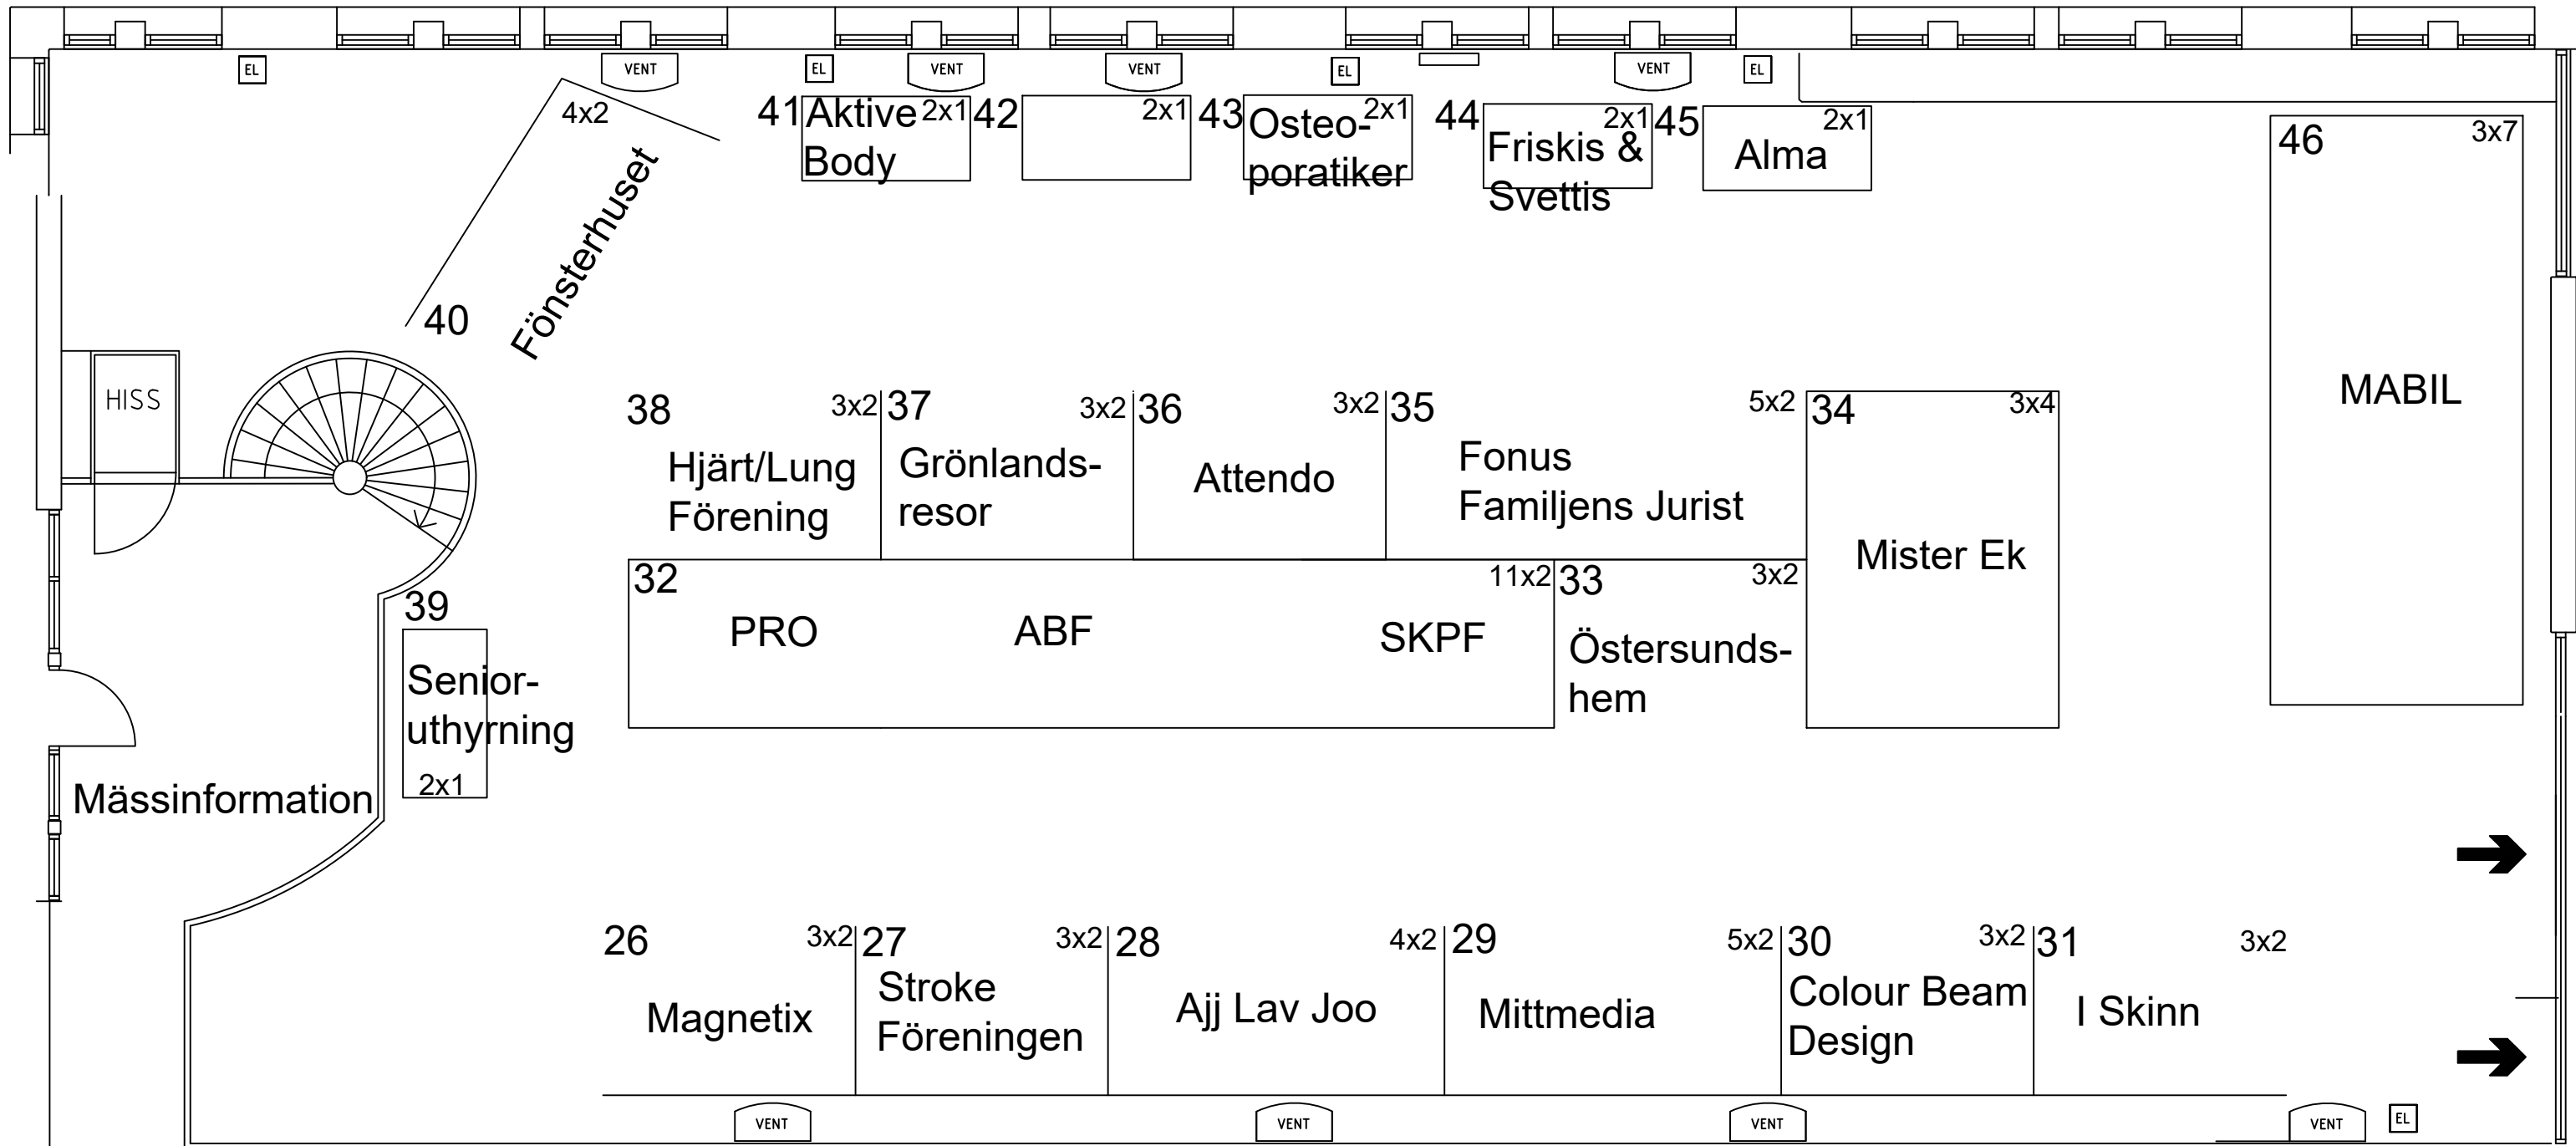 EL
VENT
EL
VENT
VENT
EL
VENT
EL
4x2
Fönsterhuset
40
41
Aktive
Body
2x1
42
2x1
43
Osteo-
poratiker
2x1
44
Friskis &
Svettis
2x1
45
Alma
2x1
46
3x7
MABIL
HISS
38
3x2
Hjärt/Lung
Förening
37
3x2
Grönlands-
resor
36
3x2
Attendo
35
5x2
Fonus
Familjens Jurist
34
3x4
Mister Ek
32
11x2
PRO
ABF
SKPF
33
3x2
Östersunds-
hem
39
Senior-
uthyrning
2x1
Mässinformation
26
3x2
Magnetix
27
3x2
Stroke
Föreningen
28
4x2
Ajj Lav Joo
29
5x2
Mittmedia
30
3x2
Colour Beam
Design
31
3x2
I Skinn
VENT
VENT
VENT
VENT
EL